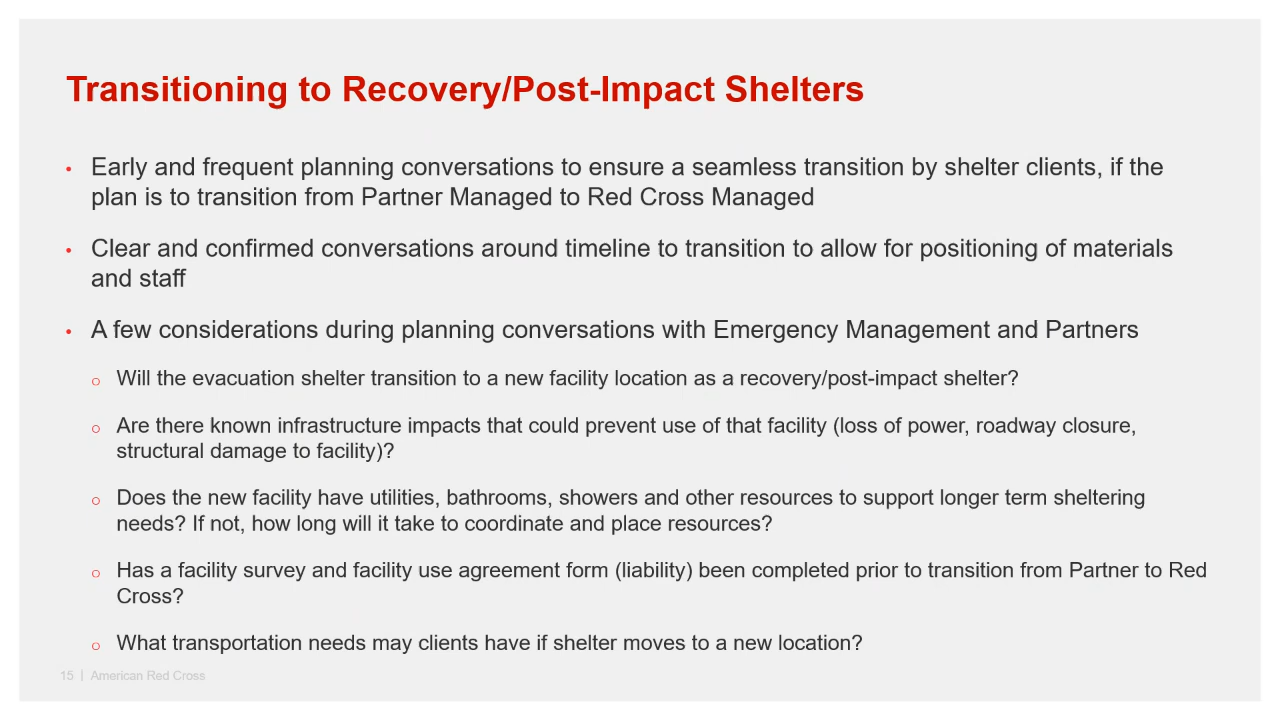 Transitioning to Recovery/Post-Impact Shelters
• Early and frequent planning conversations to ensure a seamless transition by shelter clients, if the
plan is to transition from Partner Managed to Red Cross Managed
• Clear and confirmed conversations around timeline to transition to allow for positioning of materials
and staff
• A few considerations during planning conversations with Emergency Management and Partners
o Will the evacuation shelter transition to a new facility location as a recovery/post-impact shelter?
o Are there known infrastructure impacts that could prevent use of that facility (loss of power, roadway closure,
structural damage to facility)?
o Does the new facility have utilities, bathrooms, showers and other resources to support longer term sheltering
needs? If not, how long will it take to coordinate and place resources?
o Has a facility survey and facility use agreement form (liability) been completed prior to transition from Partner to Red
Cross?
o What transportation needs may clients have if shelter moves to a new location?
15 | American Red Cross